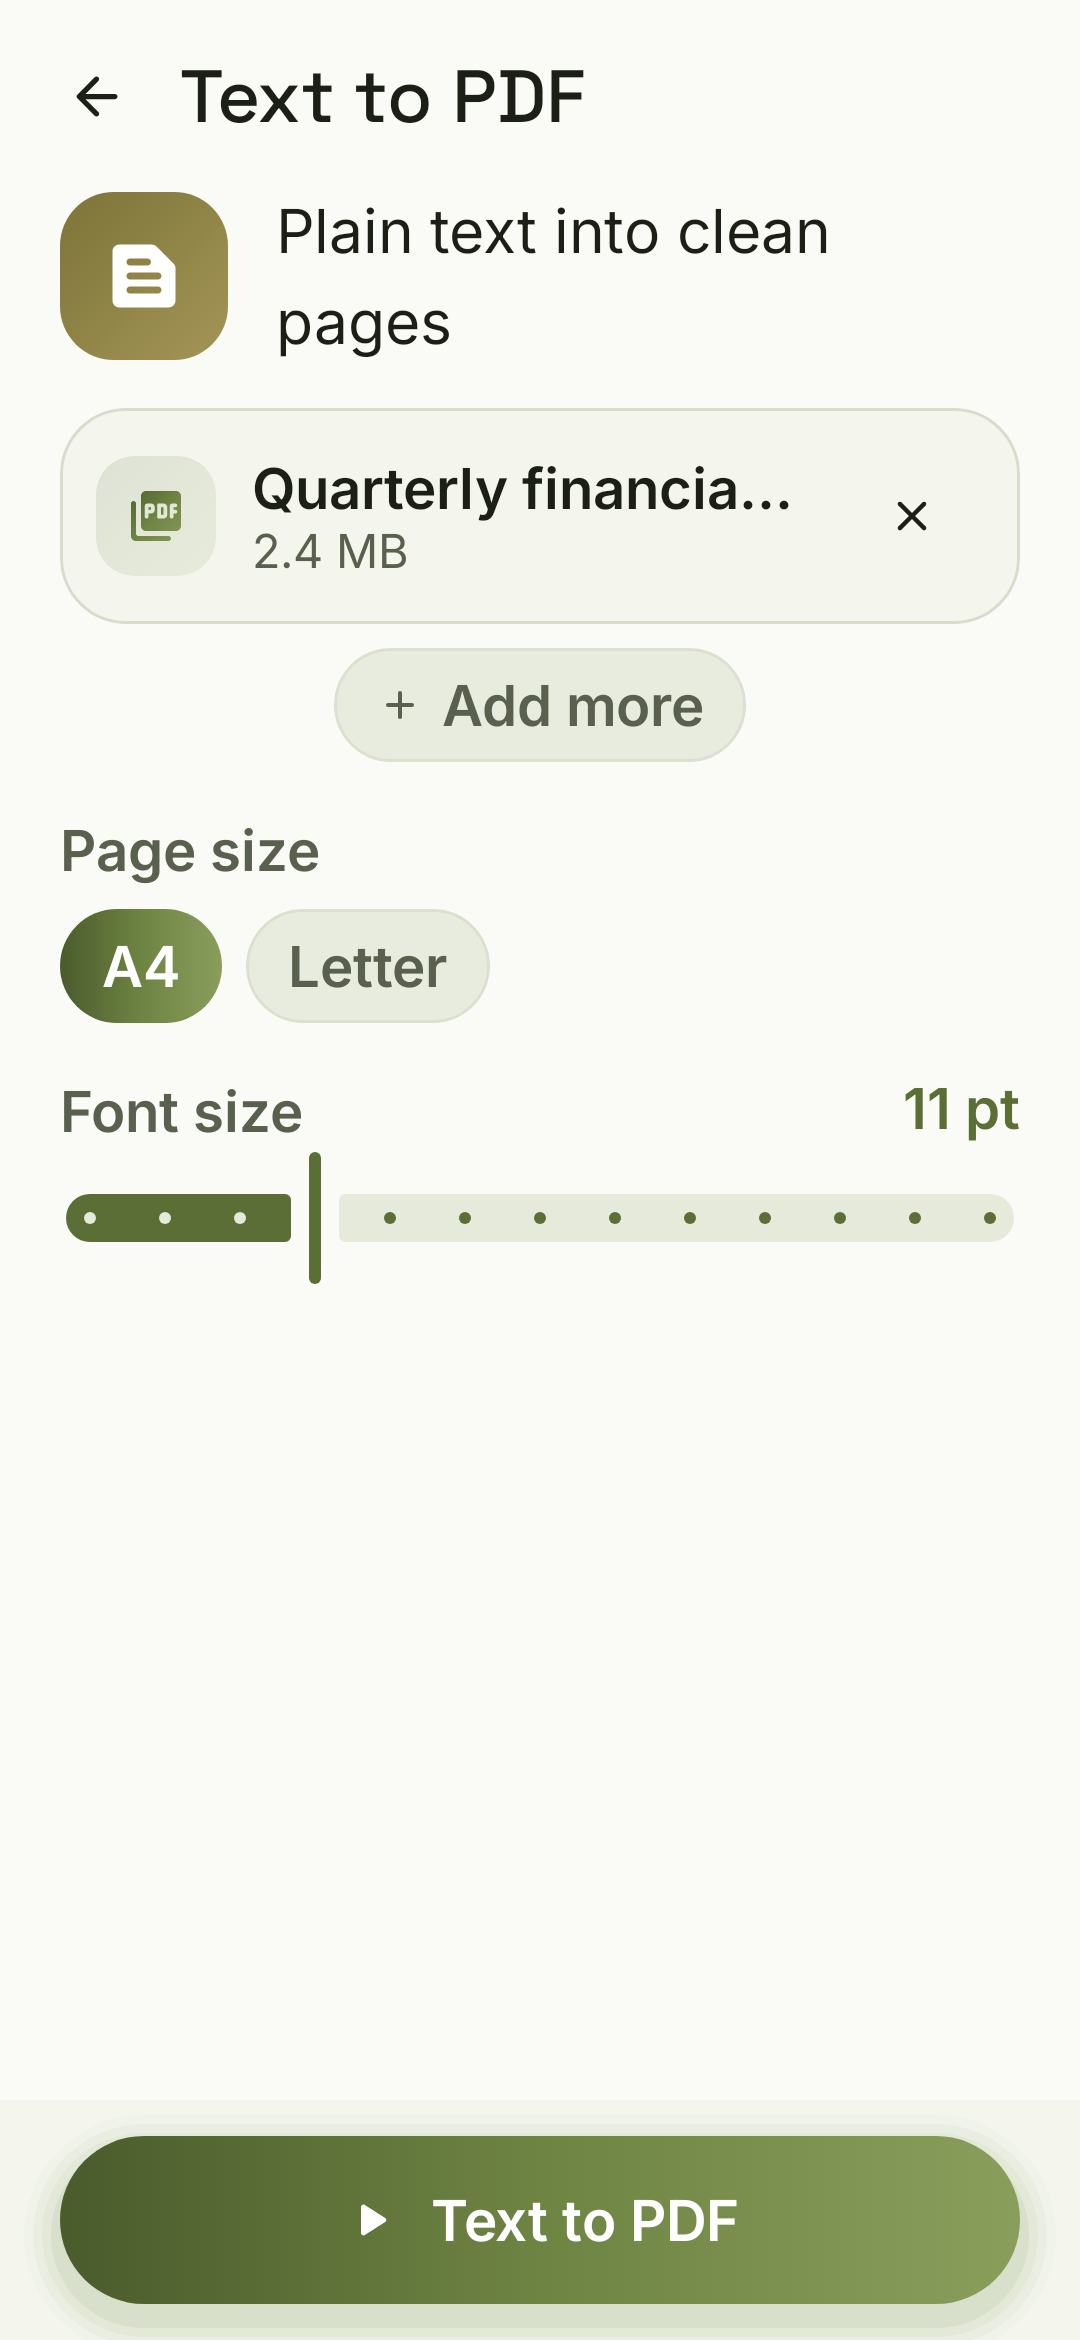 Text to PDF
Plain text into clean
pages
PDF
Quarterly financia...
2.4 MB
Add more
Page size
A4
Letter
Font size
11 pt
Text to PDF